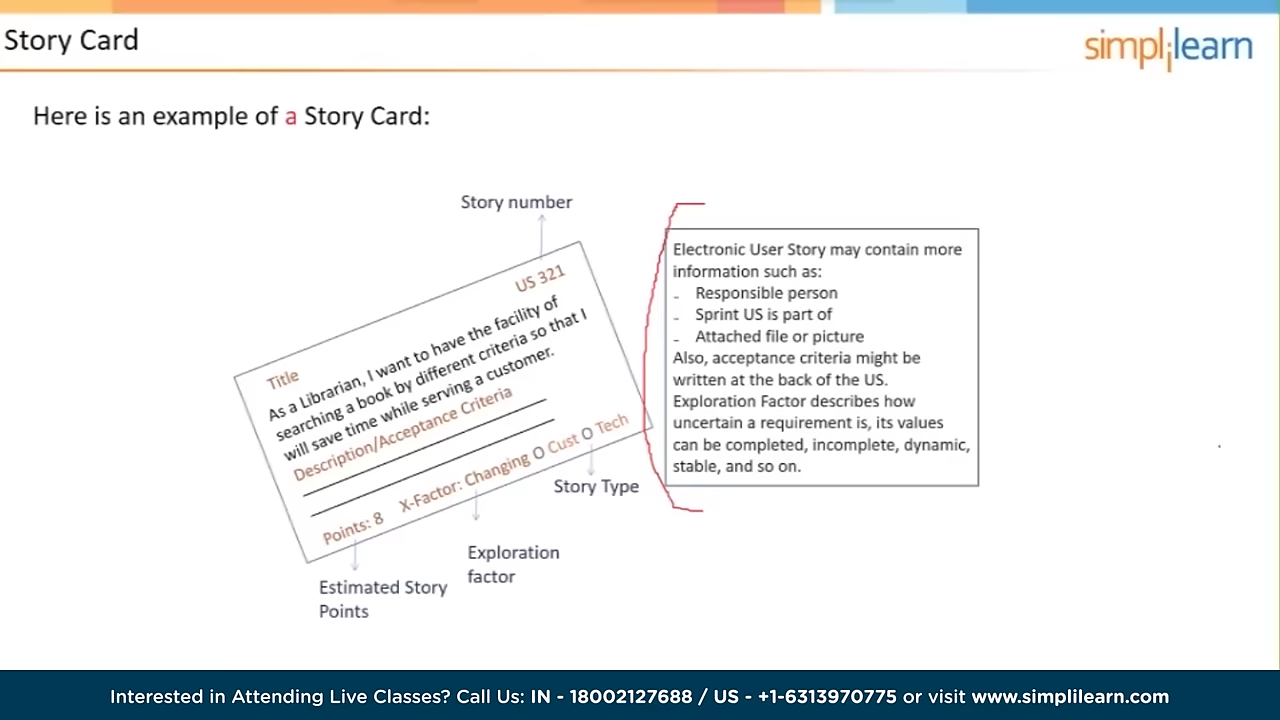 Story Card
simplilearn
Here is an example of a Story Card:
Story number
US 321
Title
As a Librarian, I want to have the facility of
searching a book by different criteria so that I
will save time while serving a customer.
Description/Acceptance Criteria
Points: 8 X-Factor: Changing O Cust O Tech
Story Type
Exploration
factor
Estimated Story
Points
Electronic User Story may contain more
information such as:
- Responsible person
- Sprint US is part of
- Attached file or picture
Also, acceptance criteria might be
written at the back of the US.
Exploration Factor describes how
uncertain a requirement is, its values
can be completed, incomplete, dynamic,
stable, and so on.
Interested in Attending Live Classes? Call Us: IN - 18002127688 / US - +1-6313970775 or visit www.simplilearn.com